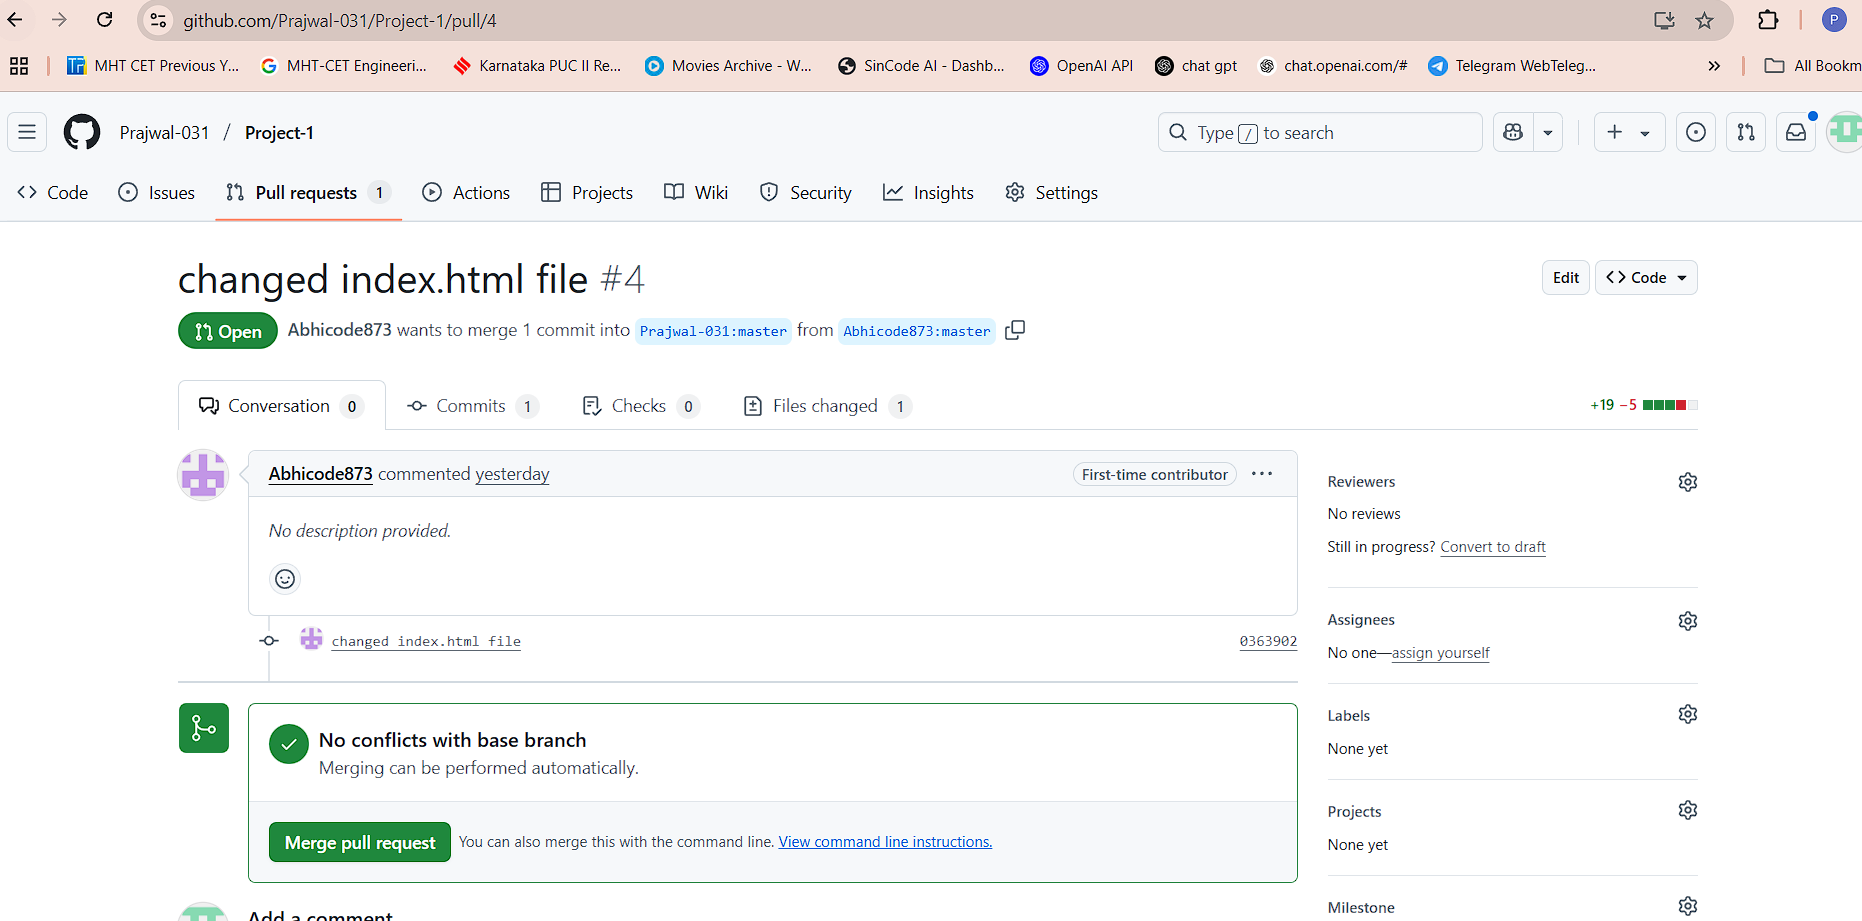 github.com/Prajwal-031/Project-1/pull/4
P
MHT CET Previous Y... MHT-CET Engineeri... Karnataka PUC II Re... Movies Archive - W... SinCode AI - Dashb... OpenAI API chat gpt chat.openai.com/# Telegram WebTeleg... » All Bookm
Prajwal-031 / Project-1 Type / to search
Code Issues Pull requests 1 Actions Projects Wiki Security Insights Settings
changed index.html file #4
Edit <> Code
Open Abhicode873 wants to merge 1 commit into Prajwal-031:master from Abhicode873:master
Conversation 0 Commits 1 Checks 0 Files changed 1 +19 −5
Abhicode873 commented yesterday First-time contributor ···
No description provided.
changed index.html file 0363902
No conflicts with base branch
Merging can be performed automatically.
Merge pull request You can also merge this with the command line. View command line instructions.
Add a comment
Reviewers
No reviews
Still in progress? Convert to draft
Assignees
No one—assign yourself
Labels
None yet
Projects
None yet
Milestone